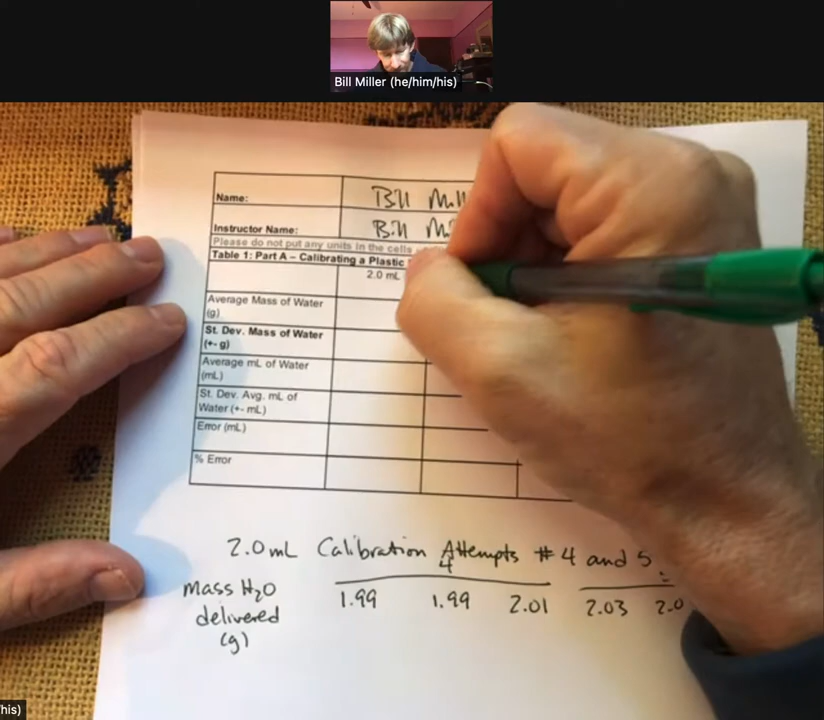 Bill Miller (he/him/his)
Name: Bill Mill
Instructor Name: Bill Mi
Please do not put any units in the cells
Table 1: Part A – Calibrating a Plastic
2.0 mL
Average Mass of Water
(g)
St. Dev. Mass of Water
(+- g)
Average mL of Water
(mL)
St. Dev. Avg. mL of
Water (+- mL)
Error (mL)
% Error
2.0mL Calibration Attempts # 4 and 5
4
Mass H₂O
delivered
(g)
1.99 1.99 2.01 2.03 2.0
his)